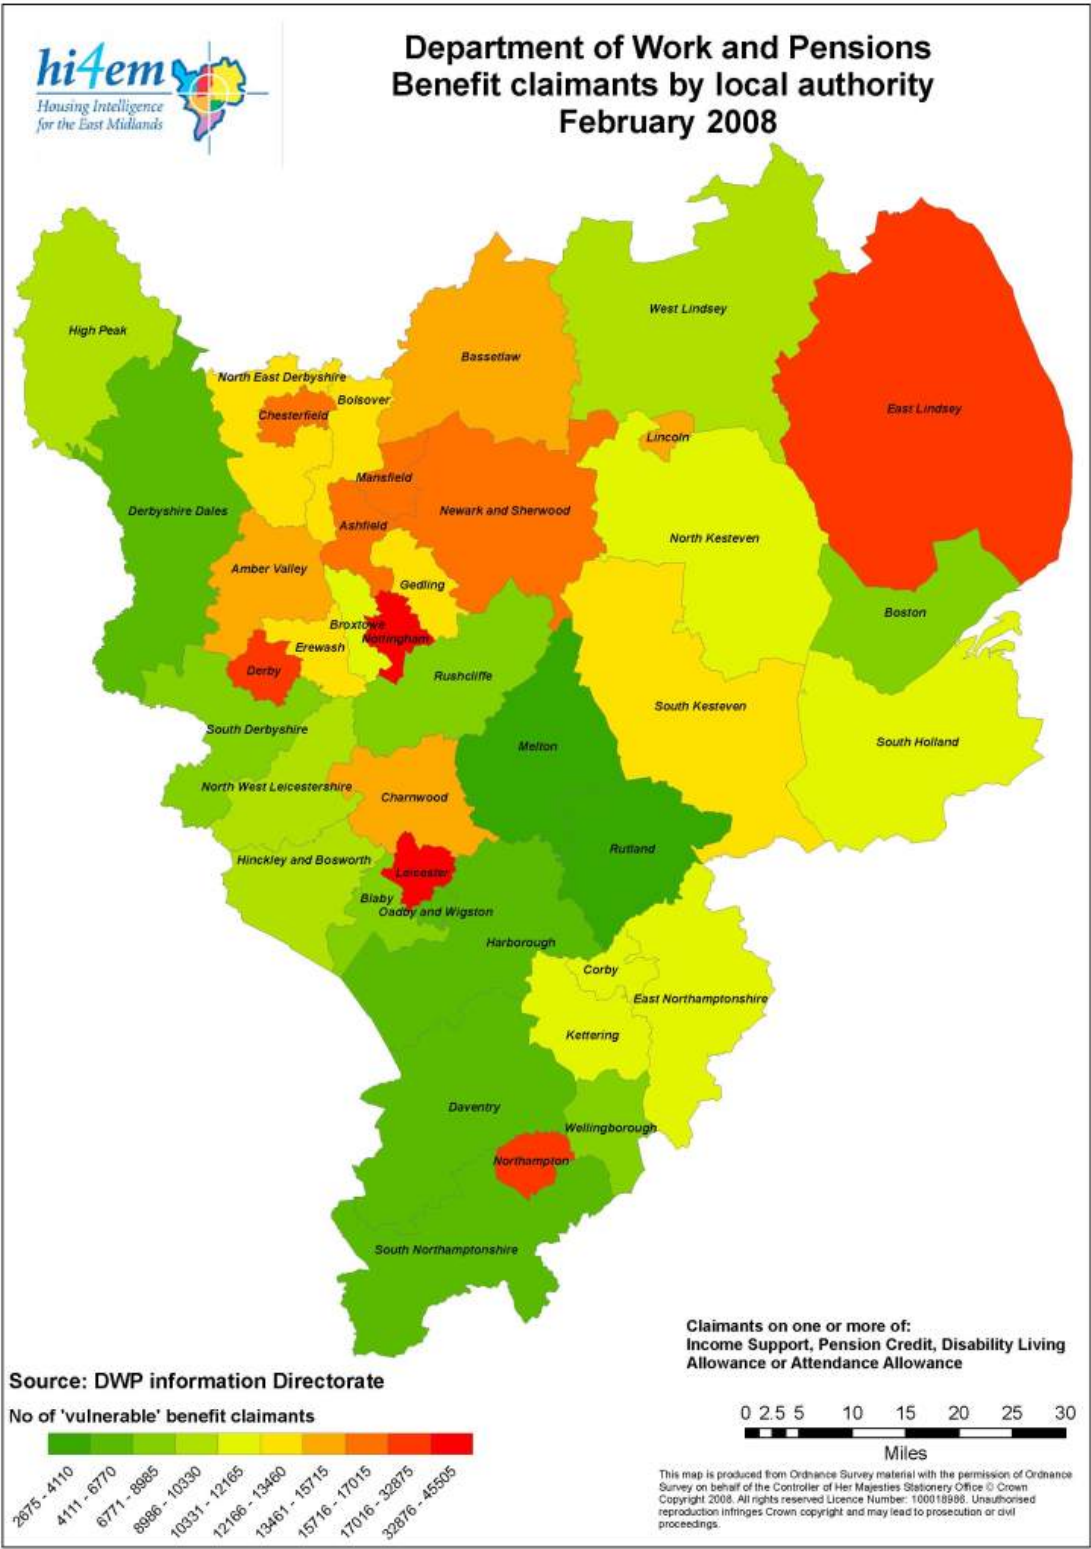 hi4em
Housing Intelligence
for the East Midlands
Department of Work and Pensions
Benefit claimants by local authority
February 2008
High Peak
West Lindsey
Bassetlaw
North East Derbyshire
Bolsover
East Lindsey
Chesterfield
Lincoln
Mansfield
Derbyshire Dales
Newark and Sherwood
Ashfield
North Kesteven
Amber Valley
Gedling
Boston
Broxtowe
Nottingham
Erewash
Derby
Rushcliffe
South Kesteven
South Derbyshire
Melton
South Holland
North West Leicestershire
Charnwood
Rutland
Hinckley and Bosworth
Leicester
Blaby
Oadby and Wigston
Harborough
Corby
East Northamptonshire
Kettering
Daventry
Wellingborough
Northampton
South Northamptonshire
Claimants on one or more of:
Income Support, Pension Credit, Disability Living
Allowance or Attendance Allowance
Source: DWP information Directorate
No of 'vulnerable' benefit claimants
2675 - 4110
4111 - 6770
6771 - 8985
8986 - 10330
10331 - 12165
12166 - 13460
13461 - 15715
15716 - 17015
17016 - 32875
32876 - 45505
0 2.5 5 10 15 20 25 30
Miles
This map is produced from Ordnance Survey material with the permission of Ordnance
Survey on behalf of the Controller of Her Majesties Stationery Office © Crown
Copyright 2008. All rights reserved Licence Number: 100018986. Unauthorised
reproduction infringes Crown copyright and may lead to prosecution or civil
proceedings.